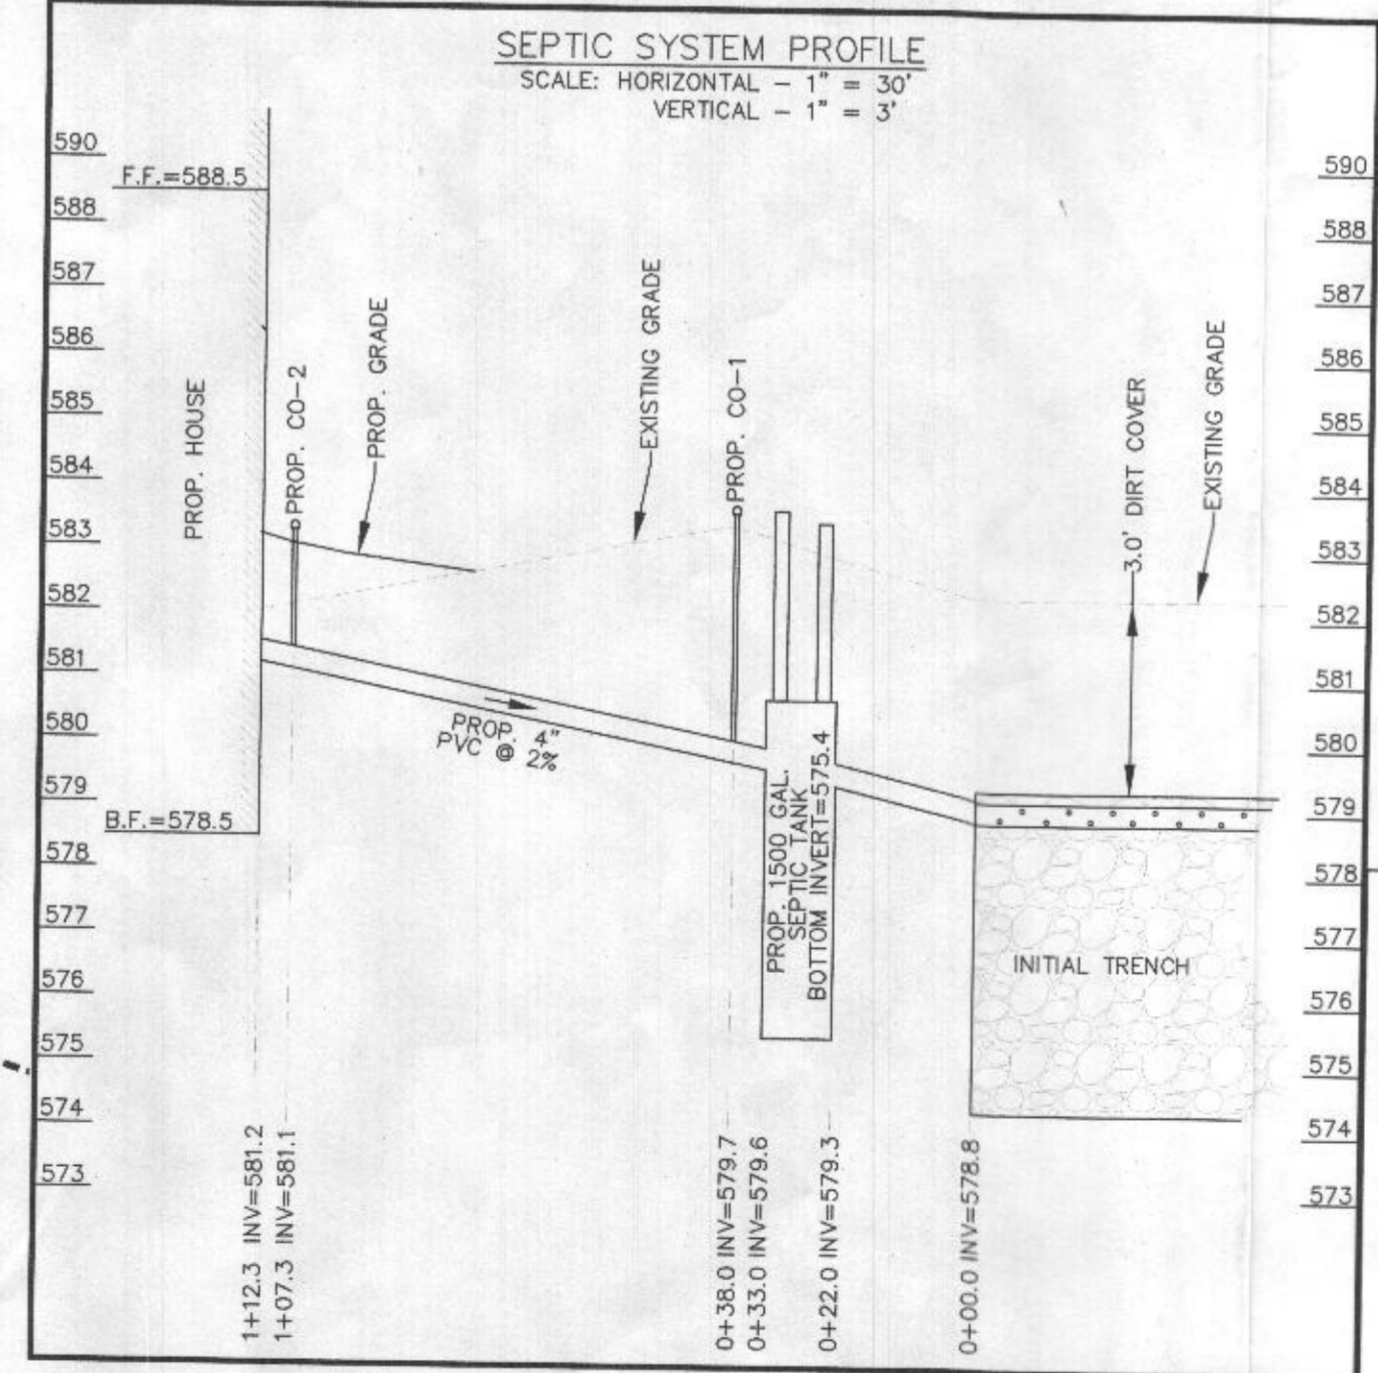 SEPTIC SYSTEM PROFILE
SCALE: HORIZONTAL - 1" = 30'
VERTICAL - 1" = 3'
590
F.F.=588.5
588
587
586
585
584
583
582
581
580
579
B.F.=578.5
578
577
576
575
574
573
PROP. HOUSE
PROP. CO-2
PROP. GRADE
EXISTING GRADE
PROP. CO-1
3.0' DIRT COVER
EXISTING GRADE
PROP. 4"
PVC @ 2%
PROP. 1500 GAL.
SEPTIC TANK
BOTTOM INVERT=575.4
INITIAL TRENCH
1+12.3 INV=581.2
1+07.3 INV=581.1
0+38.0 INV=579.7
0+33.0 INV=579.6
0+22.0 INV=579.3
0+00.0 INV=578.8
590
588
587
586
585
584
583
582
581
580
579
578
577
576
575
574
573